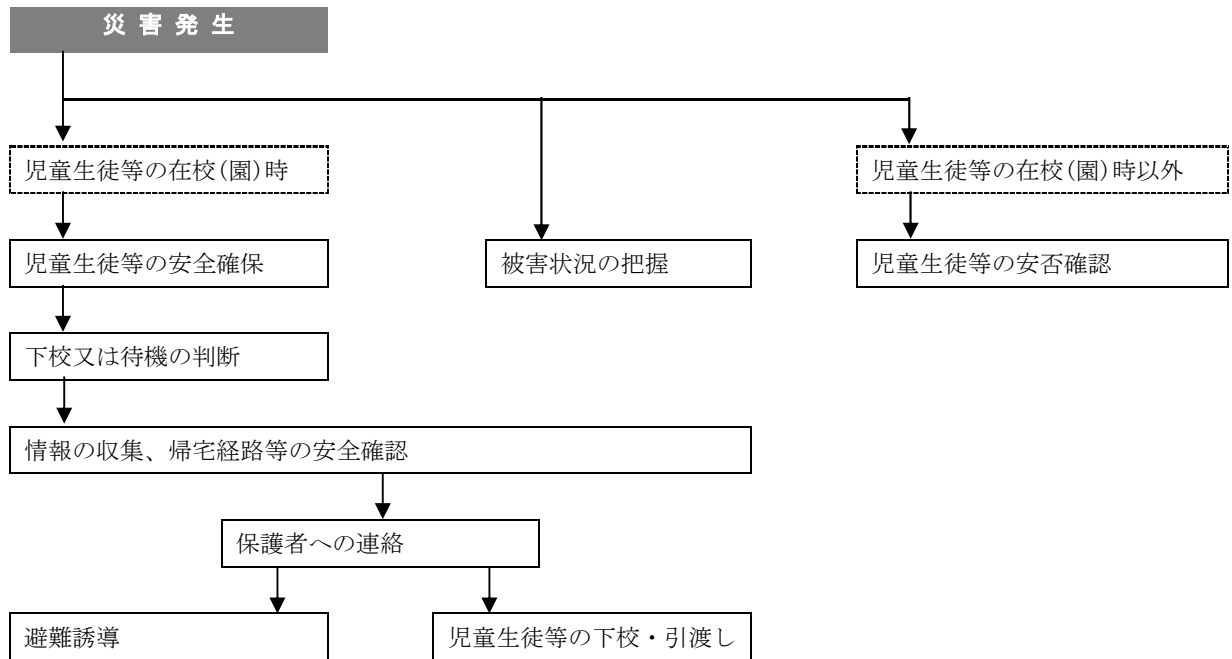 災 害 発 生
児童生徒等の在校(園)時
児童生徒等の在校(園)時以外
児童生徒等の安全確保
被害状況の把握
児童生徒等の安否確認
下校又は待機の判断
情報の収集、帰宅経路等の安全確認
保護者への連絡
避難誘導
児童生徒等の下校・引渡し